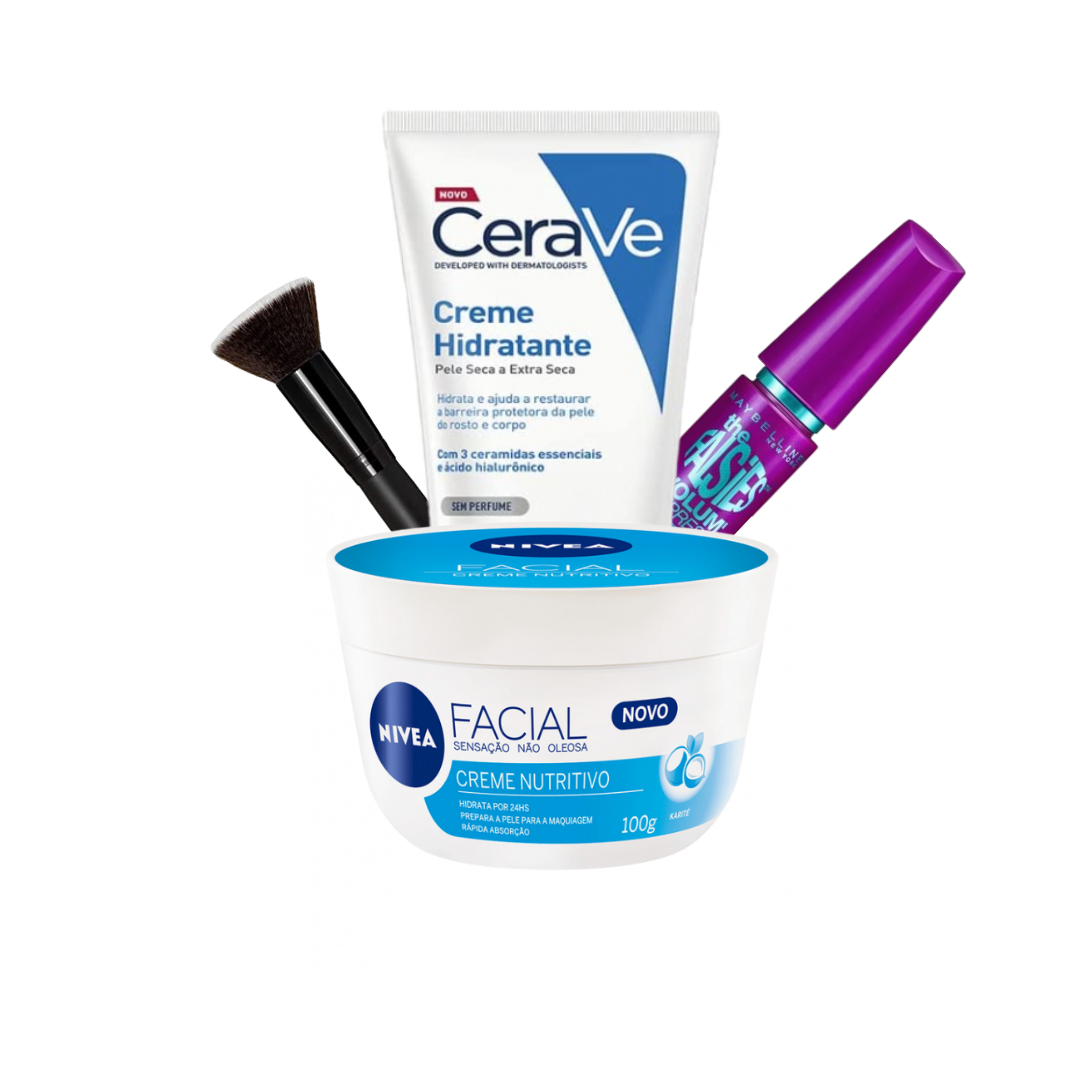 NOVO
CeraVe
DEVELOPED WITH DERMATOLOGISTS
Creme
Hidratante
Pele Seca a Extra Seca
Hidrata e ajuda a restaurar
a barreira protetora da pele
do rosto e corpo
Com 3 ceramidas essenciais
e ácido hialurônico
SEM PERFUME
MAYBELLINE
NEW YORK
the
FALSIES
VOLUM'
NIVEA
FACIAL
CREME NUTRITIVO
NIVEA
FACIAL
SENSAÇÃO NÃO OLEOSA
NOVO
CREME NUTRITIVO
HIDRATA POR 24HS
PREPARA A PELE PARA A MAQUIAGEM
RÁPIDA ABSORÇÃO
100g
KARITÉ